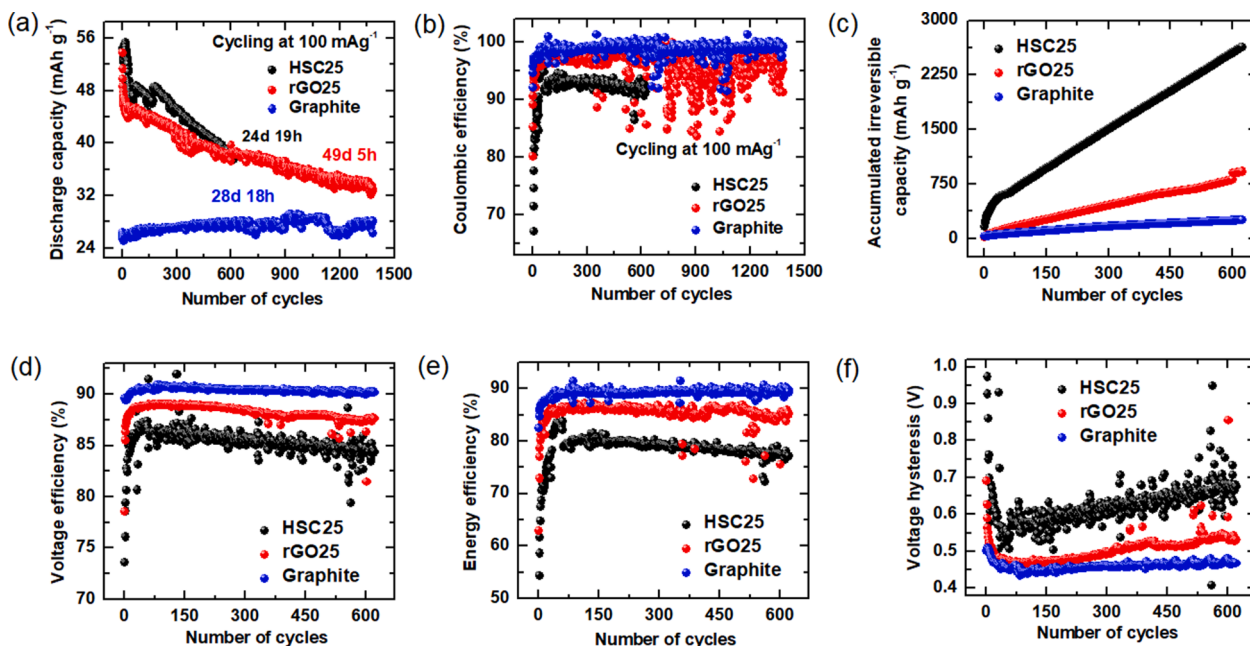 (a)
Discharge capacity (mAh g⁻¹)
56
48
40
32
24
Cycling at 100 mAg⁻¹
HSC25
rGO25
Graphite
24d 19h
49d 5h
28d 18h
0 300 600 900 1200 1500
Number of cycles
(b)
Coulombic efficiency (%)
100
90
80
70
Cycling at 100 mAg⁻¹
HSC25
rGO25
Graphite
0 300 600 900 1200 1500
Number of cycles
(c)
Accumulated irreversible
capacity (mAh g⁻¹)
3000
2250
1500
750
0
HSC25
rGO25
Graphite
0 150 300 450 600
Number of cycles
(d)
Voltage efficiency (%)
95
90
85
80
75
70
HSC25
rGO25
Graphite
0 150 300 450 600
Number of cycles
(e)
Energy efficiency (%)
100
90
80
70
60
50
HSC25
rGO25
Graphite
0 150 300 450 600
Number of cycles
(f)
Voltage hysteresis (V)
1.0
0.9
0.8
0.7
0.6
0.5
0.4
HSC25
rGO25
Graphite
0 150 300 450 600
Number of cycles